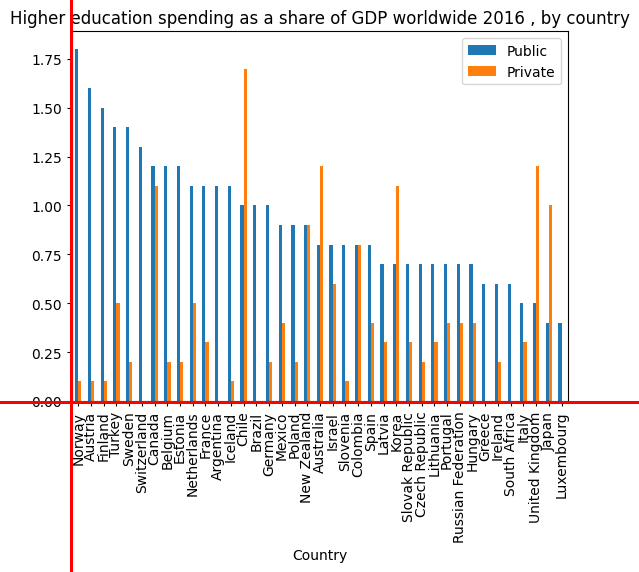 Higher education spending as a share of GDP worldwide 2016 , by country
Public
Private
1.75
1.50
1.25
1.00
0.75
0.50
0.25
0.00
Norway
Austria
Finland
Turkey
Sweden
Switzerland
Canada
Belgium
Estonia
Netherlands
France
Argentina
Iceland
Chile
Brazil
Germany
Mexico
Poland
New Zealand
Australia
Israel
Slovenia
Colombia
Spain
Latvia
Korea
Slovak Republic
Czech Republic
Lithuania
Portugal
Russian Federation
Hungary
Greece
Ireland
South Africa
Italy
United Kingdom
Japan
Luxembourg
Country